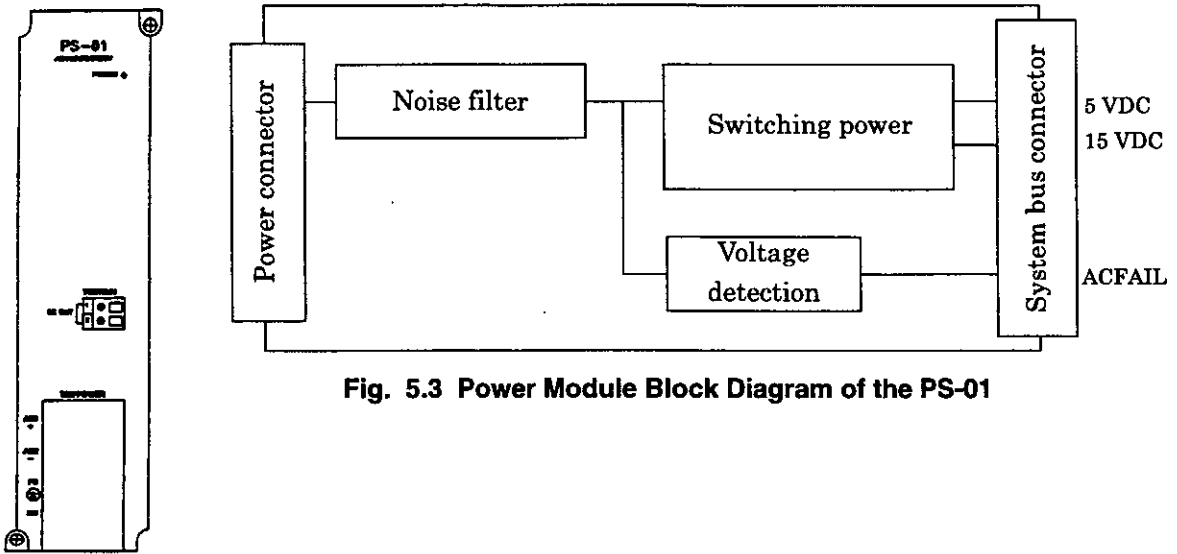 PS-01
POWER
Power connector
Noise filter
Switching power
Voltage
detection
System bus connector
5 VDC
15 VDC
ACFAIL
Fig. 5.3 Power Module Block Diagram of the PS-01